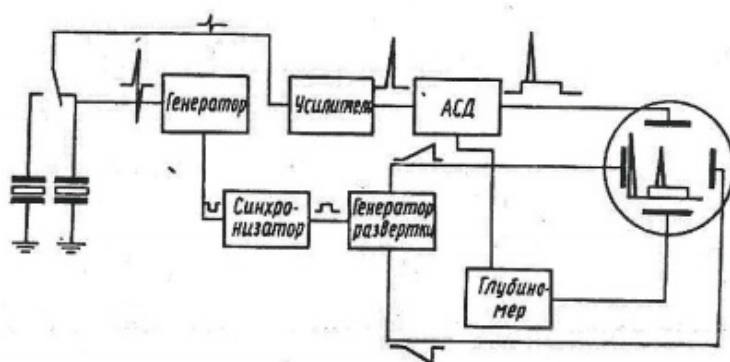 Генератор
Усилитель
АСД
Синхро-
низатор
Генератор
развертки
Глубино-
мер